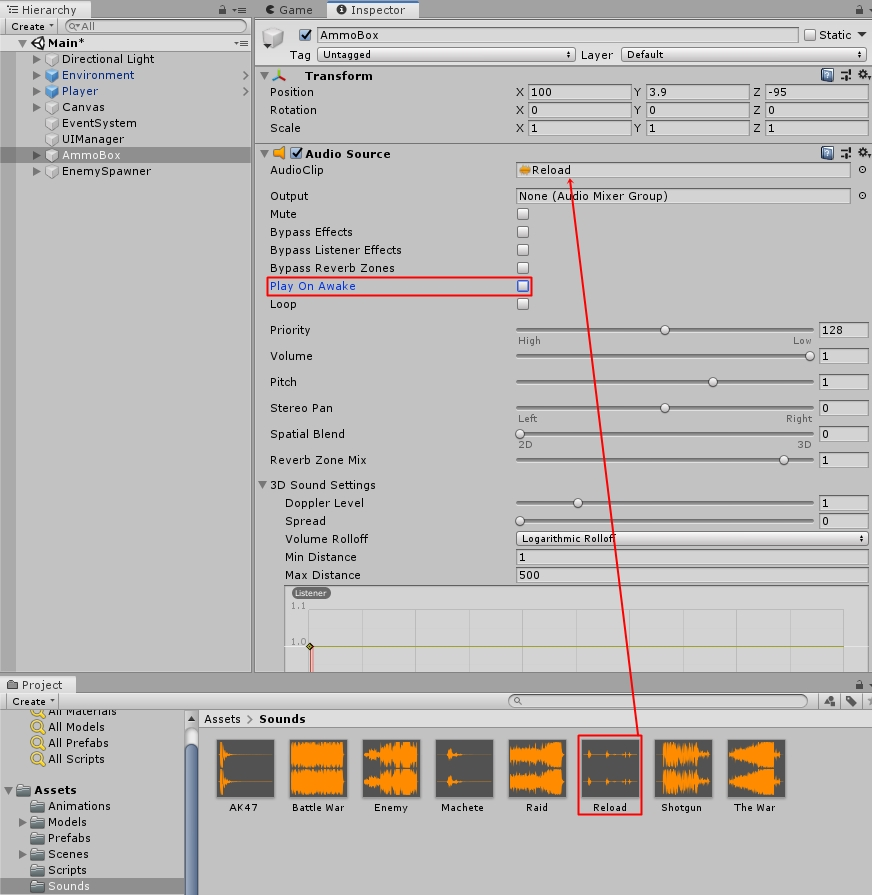 Hierarchy
Create
All
Main*
Directional Light
Environment
Player
Canvas
EventSystem
UIManager
AmmoBox
EnemySpawner
Game
Inspector
AmmoBox
Static
Tag Untagged Layer Default
Transform
Position X 100 Y 3.9 Z -95
Rotation X 0 Y 0 Z 0
Scale X 1 Y 1 Z 1
Audio Source
AudioClip Reload
Output None (Audio Mixer Group)
Mute
Bypass Effects
Bypass Listener Effects
Bypass Reverb Zones
Play On Awake
Loop
Priority 128
High Low
Volume 1
Pitch 1
Stereo Pan 0
Left Right
Spatial Blend 0
2D 3D
Reverb Zone Mix 1
3D Sound Settings
Doppler Level 1
Spread 0
Volume Rolloff Logarithmic Rolloff
Min Distance 1
Max Distance 500
Listener
1.1
1.0
Project
Create
All Materials
All Models
All Prefabs
All Scripts
Assets
Animations
Models
Prefabs
Scenes
Scripts
Sounds
Assets > Sounds
AK47 Battle War Enemy Machete Raid Reload Shotgun The War